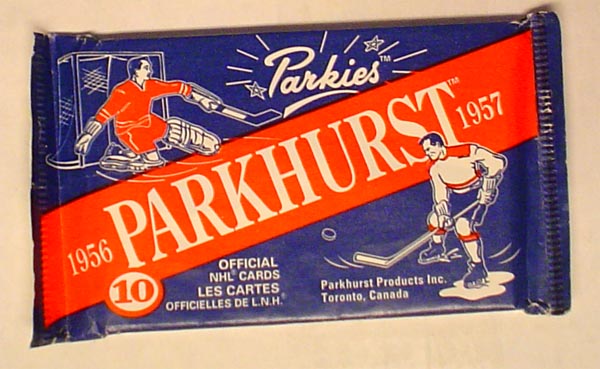 Parkies™
1956 PARKHURST™ 1957
10
OFFICIAL
NHL® CARDS
LES CARTES
OFFICIELLES DE L.N.H.®
Parkhurst Products Inc.
Toronto, Canada